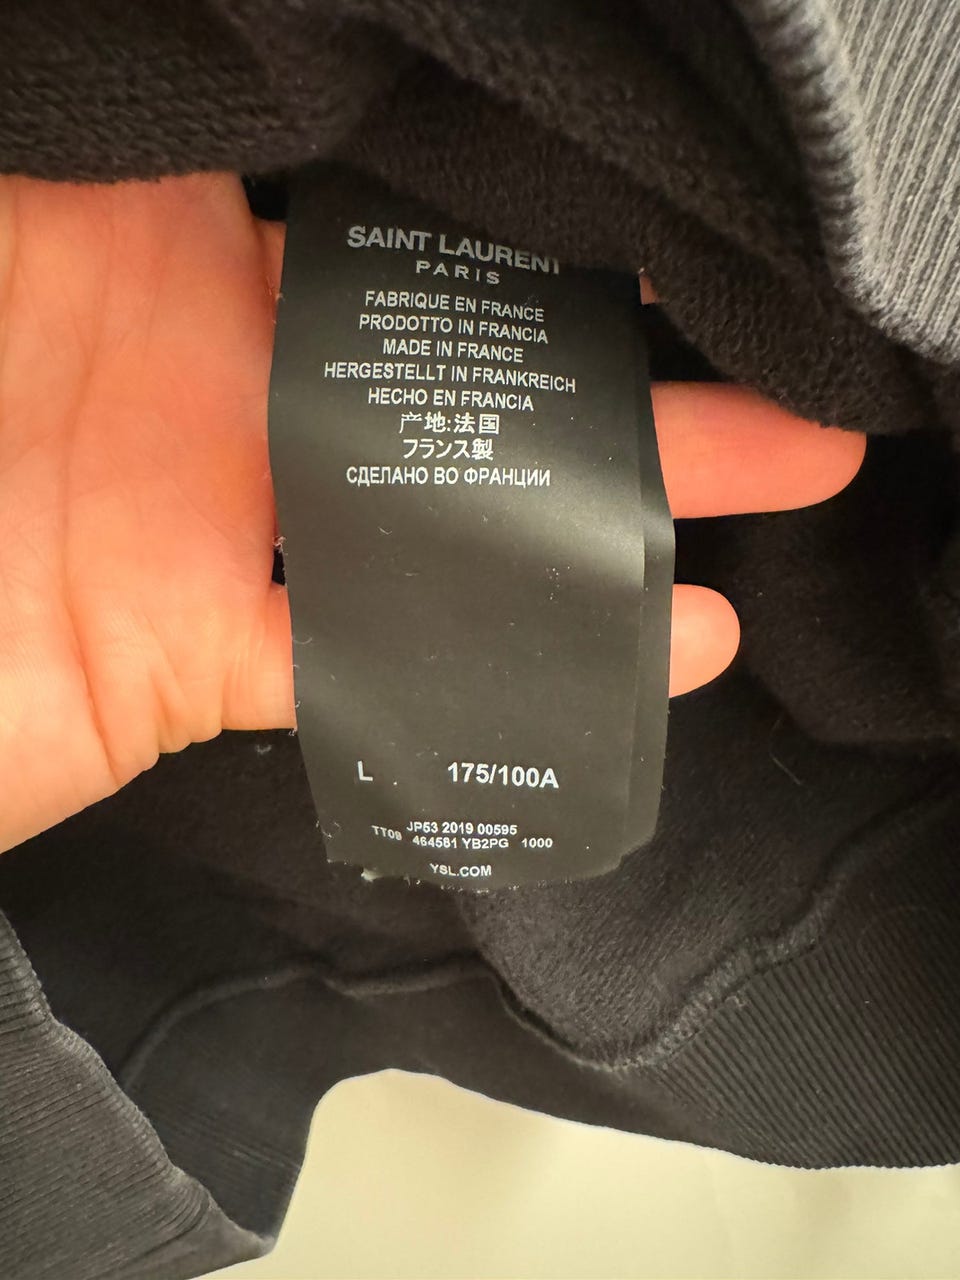 SAINT LAURENT
PARIS
FABRIQUE EN FRANCE
PRODOTTO IN FRANCIA
MADE IN FRANCE
HERGESTELLT IN FRANKREICH
HECHO EN FRANCIA
产地:法国
フランス製
СДЕЛАНО ВО ФРАНЦИИ
L 175/100A
JP53 2019 00595
TT09 464581 YB2PG 1000
YSL.COM